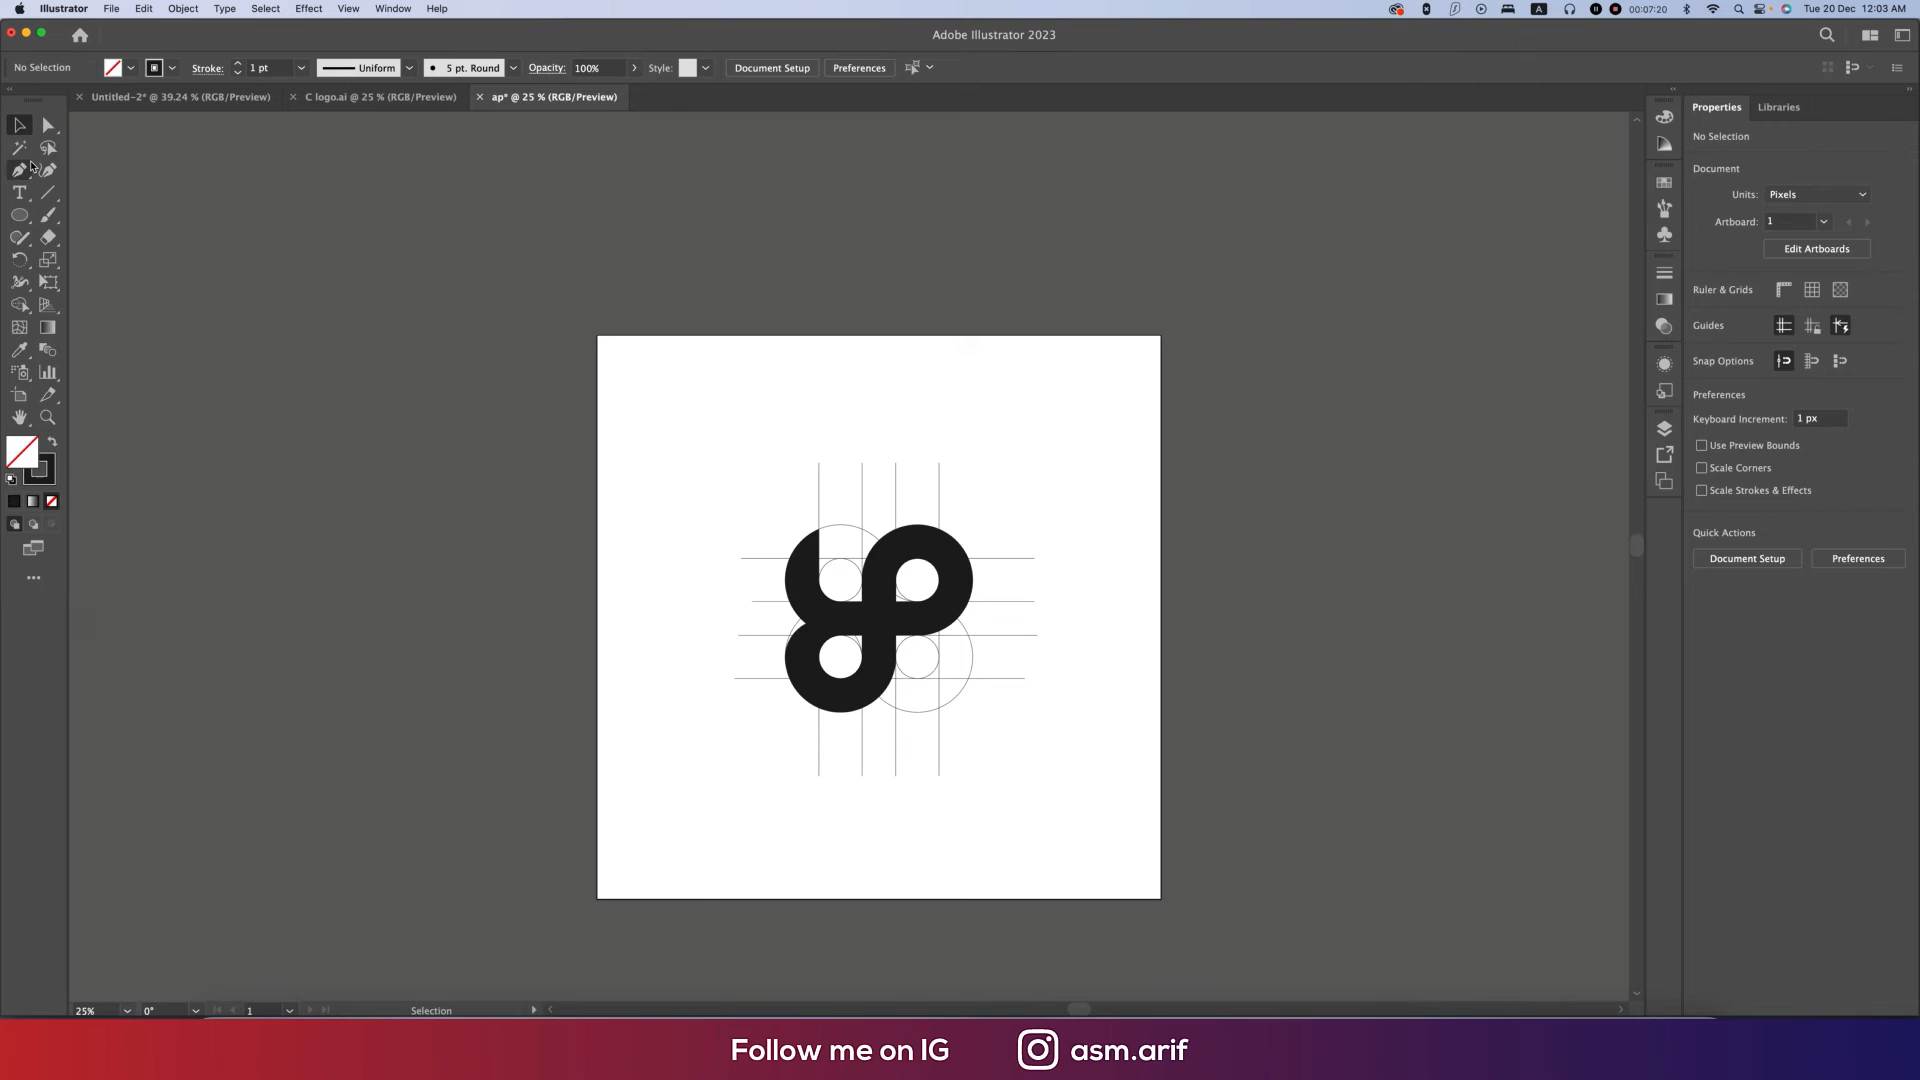 Illustrator File Edit Object Type Select Effect View Window Help
A 00:07:20 Tue 20 Dec 12:03 AM
Adobe Illustrator 2023
No Selection Stroke: 1 pt Uniform 5 pt. Round Opacity: 100% Style: Document Setup Preferences
Untitled-2* @ 39.24 % (RGB/Preview) C logo.ai @ 25 % (RGB/Preview) ap* @ 25 % (RGB/Preview)
Properties Libraries
No Selection
Document
Units: Pixels
Artboard: 1
Edit Artboards
Ruler & Grids
Guides
Snap Options
Preferences
Keyboard Increment: 1 px
Use Preview Bounds
Scale Corners
Scale Strokes & Effects
Quick Actions
Document Setup Preferences
25% 0° 1 Selection
Follow me on IG asm.arif